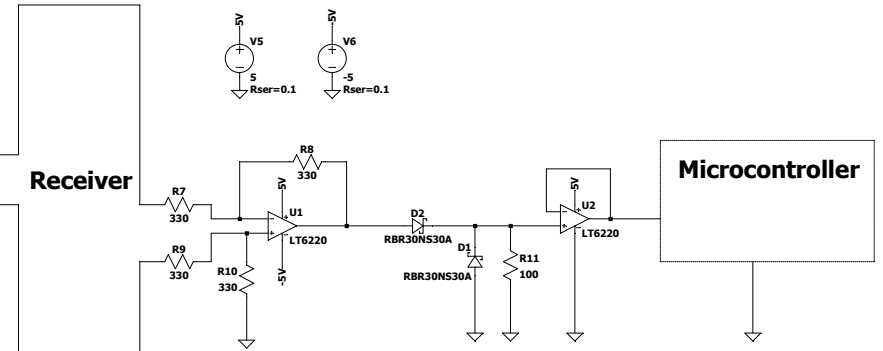 5V
V5
5
Rser=0.1
-5V
V6
-5
Rser=0.1
Receiver
R7
330
R8
330
5V
U1
LT6220
-5V
R9
330
R10
330
D2
RBR30NS30A
D1
RBR30NS30A
R11
100
5V
U2
LT6220
Microcontroller